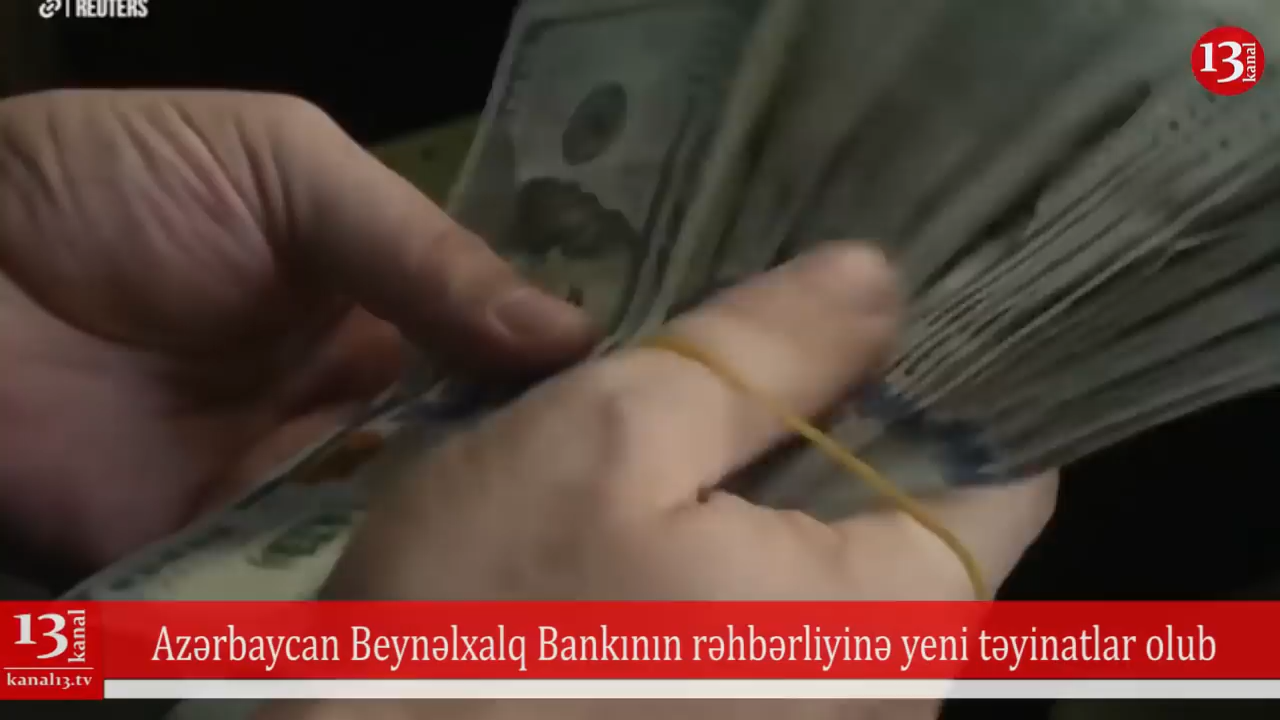 | REUTERS
13 kanal
13 kanal
Azərbaycan Beynəlxalq Bankının rəhbərliyinə yeni təyinatlar olub
kanal13.tv